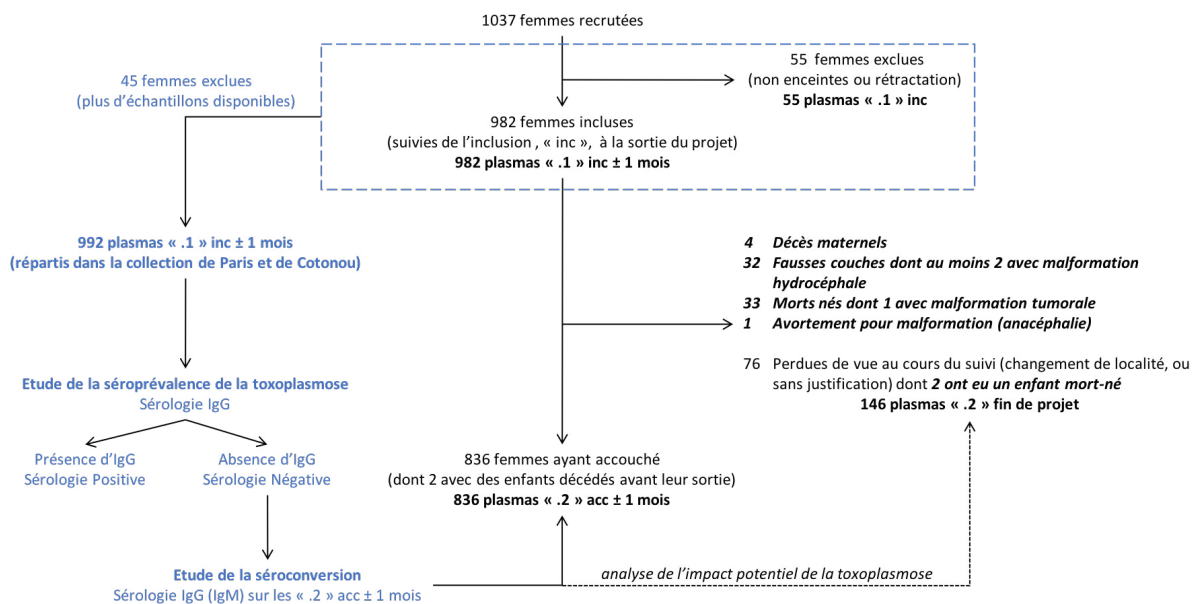 1037 femmes recrutées
55 femmes exclues
(non enceintes ou rétractation)
55 plasmas « .1 » inc
45 femmes exclues
(plus d'échantillons disponibles)
982 femmes incluses
(suivies de l'inclusion , « inc », à la sortie du projet)
982 plasmas « .1 » inc ± 1 mois
992 plasmas « .1 » inc ± 1 mois
(répartis dans la collection de Paris et de Cotonou)
4 Décès maternels
32 Fausses couches dont au moins 2 avec malformation
hydrocéphale
33 Morts nés dont 1 avec malformation tumorale
1 Avortement pour malformation (anacéphalie)
76 Perdues de vue au cours du suivi (changement de localité, ou
sans justification) dont 2 ont eu un enfant mort-né
146 plasmas « .2 » fin de projet
Etude de la séroprévalence de la toxoplasmose
Sérologie IgG
Présence d'IgG
Sérologie Positive
Absence d'IgG
Sérologie Négative
836 femmes ayant accouché
(dont 2 avec des enfants décédés avant leur sortie)
836 plasmas « .2 » acc ± 1 mois
Etude de la séroconversion
Sérologie IgG (IgM) sur les « .2 » acc ± 1 mois
analyse de l'impact potentiel de la toxoplasmose